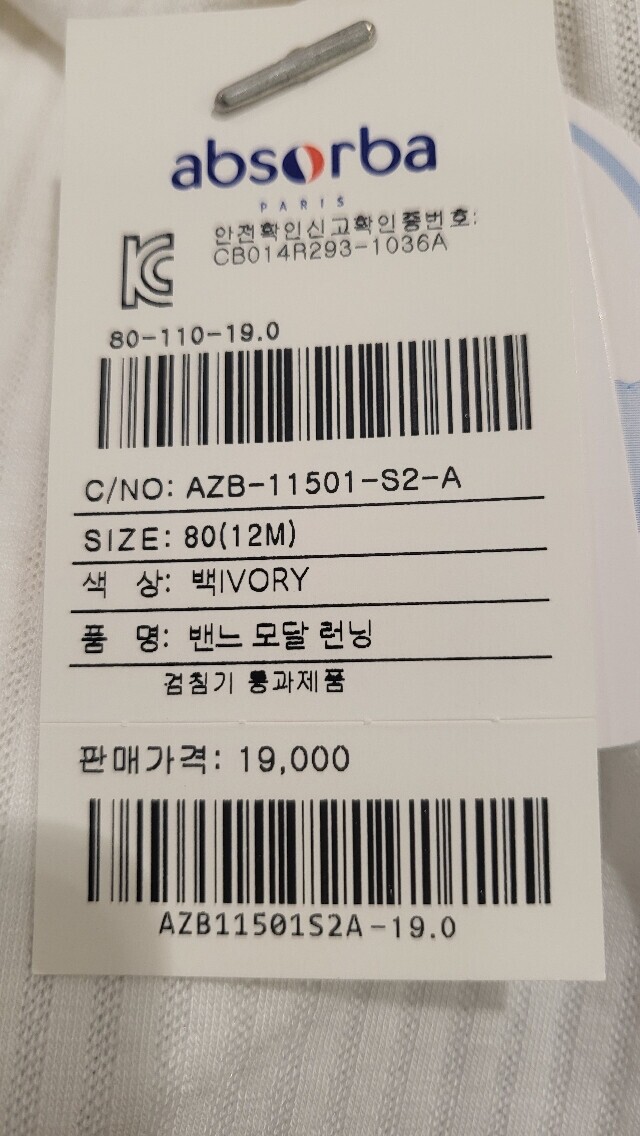 absorba
PARIS
안전확인신고확인증번호:
CB014R293-1036A
80-110-19.0
C/NO: AZB-11501-S2-A
SIZE: 80(12M)
색 상: 백IVORY
품 명: 밴느 모달 런닝
검침기 통과제품
판매가격: 19,000
AZB11501S2A-19.0